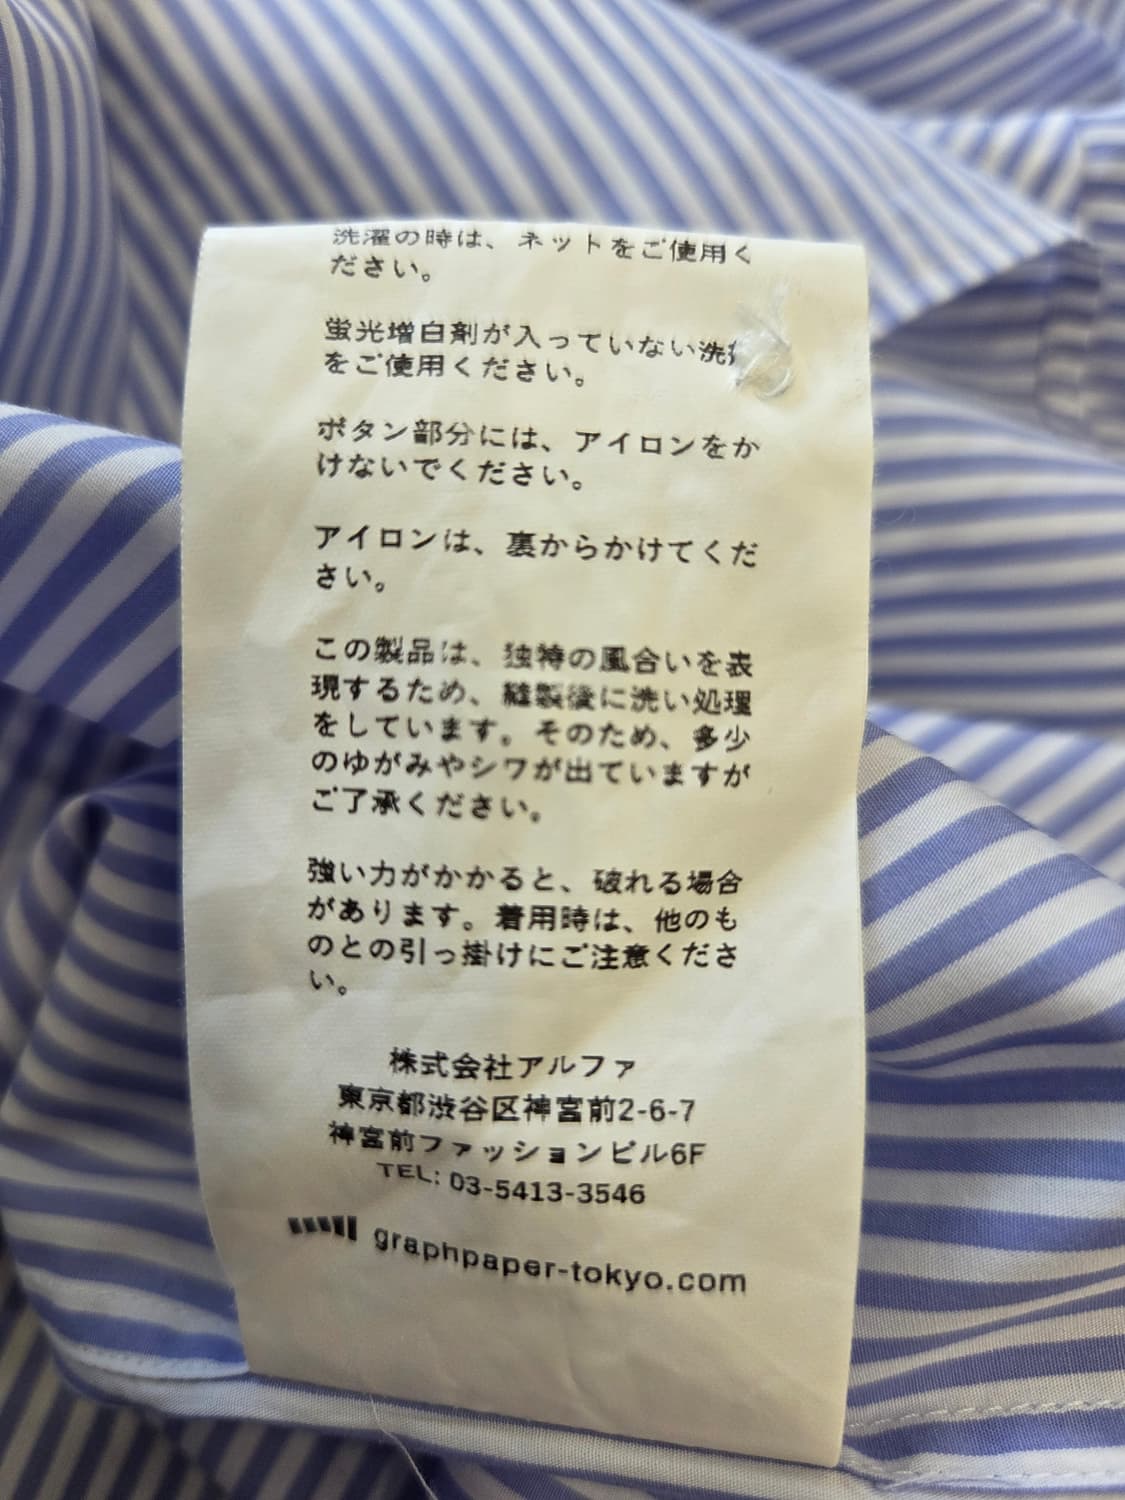 洗濯の時は、ネットをご使用く
ださい。
蛍光増白剤が入っていない洗
をご使用ください。
ボタン部分には、アイロンをか
けないでください。
アイロンは、裏からかけてくだ
さい。
この製品は、独特の風合いを表
現するため、縫製後に洗い処理
をしています。そのため、多少
のゆがみやシワが出ていますが
ご了承ください。
強い力がかかると、破れる場合
があります。着用時は、他のも
のとの引っ掛けにご注意くださ
い。
株式会社アルファ
東京都渋谷区神宮前2-6-7
神宮前ファッションビル6F
TEL: 03-5413-3546
graphpaper-tokyo.com